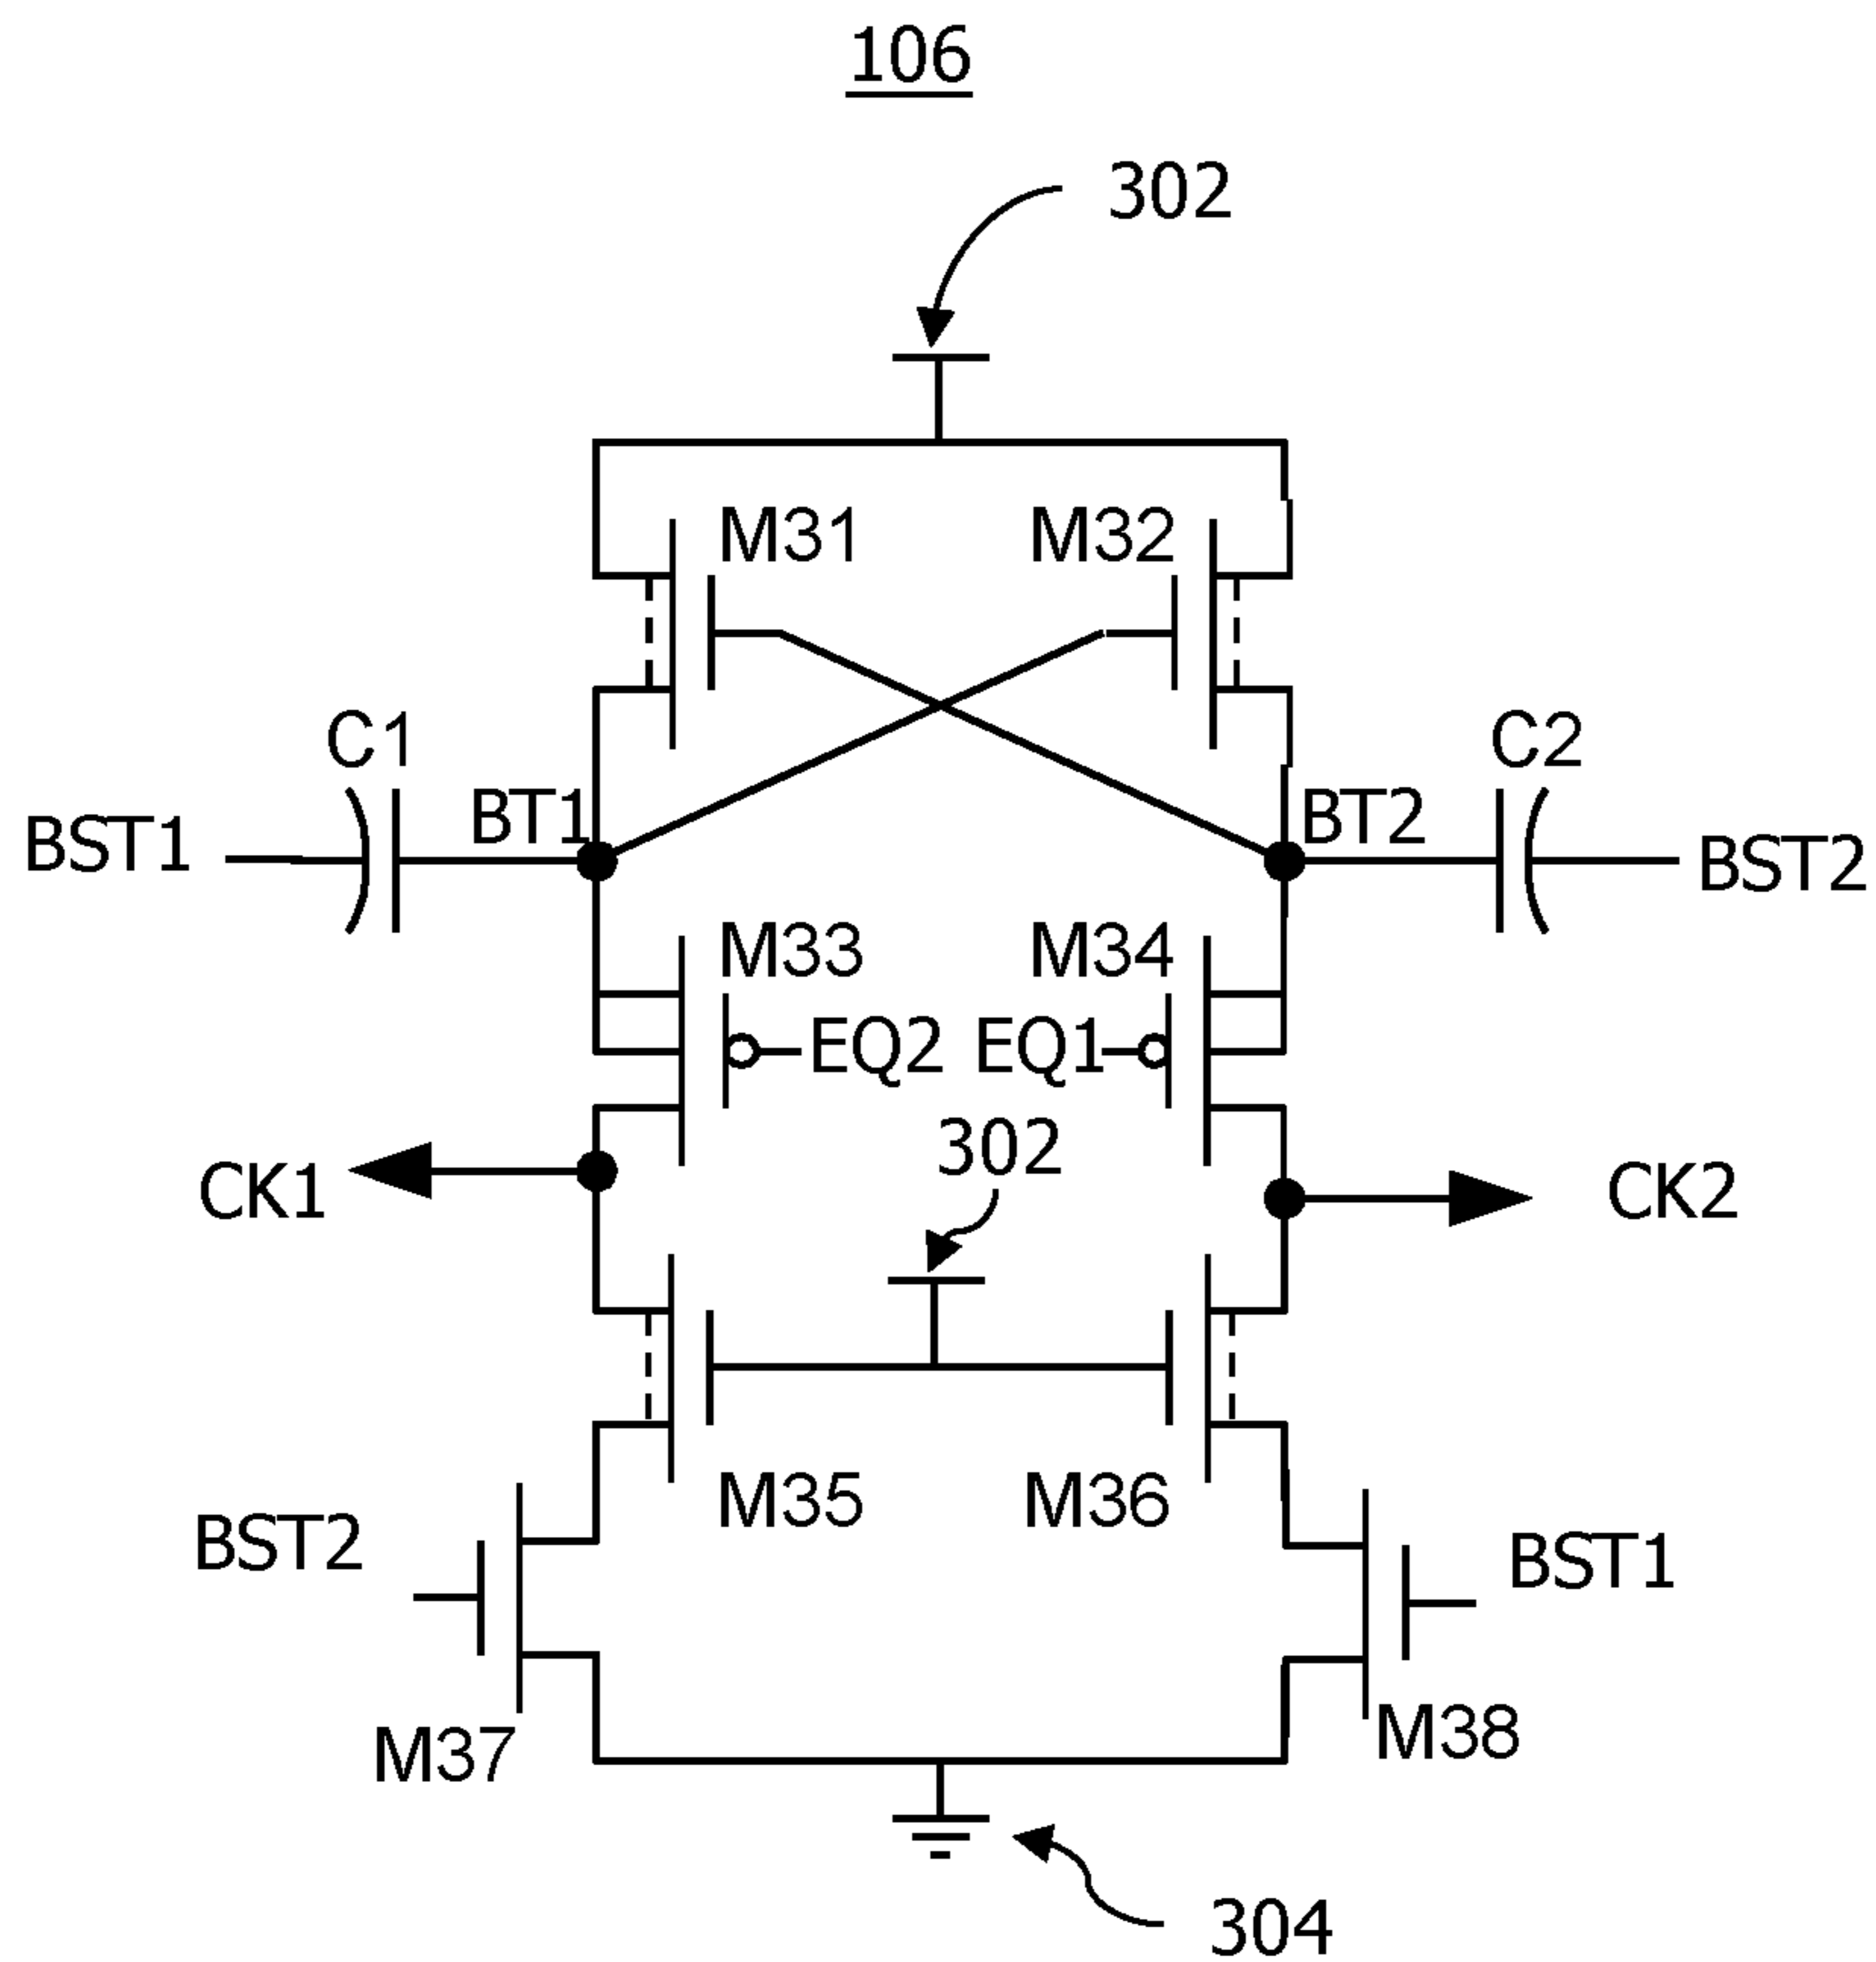 106
302
M31 M32
C1 C2
BT1 BT2
BST1 BST2
M33 M34
EQ2 EQ1
302
CK1 CK2
M35 M36
BST2 BST1
M37 M38
304